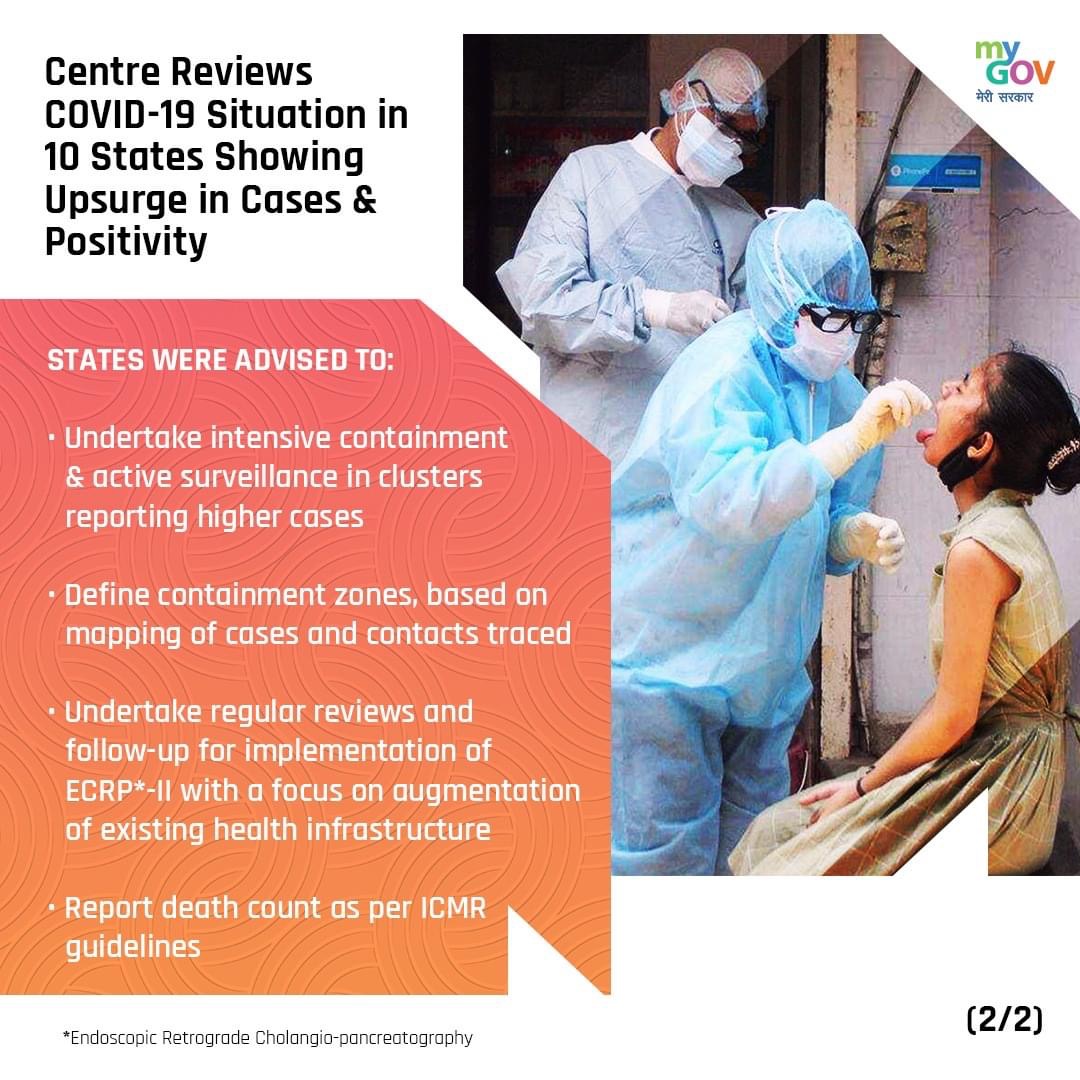 Centre Reviews
COVID-19 Situation in
10 States Showing
Upsurge in Cases &
Positivity
my
GOV
मेरी सरकार
PhonePe
STATES WERE ADVISED TO:
• Undertake intensive containment
& active surveillance in clusters
reporting higher cases
• Define containment zones, based on
mapping of cases and contacts traced
• Undertake regular reviews and
follow-up for implementation of
ECRP*-II with a focus on augmentation
of existing health infrastructure
• Report death count as per ICMR
guidelines
*Endoscopic Retrograde Cholangio-pancreatography
(2/2)